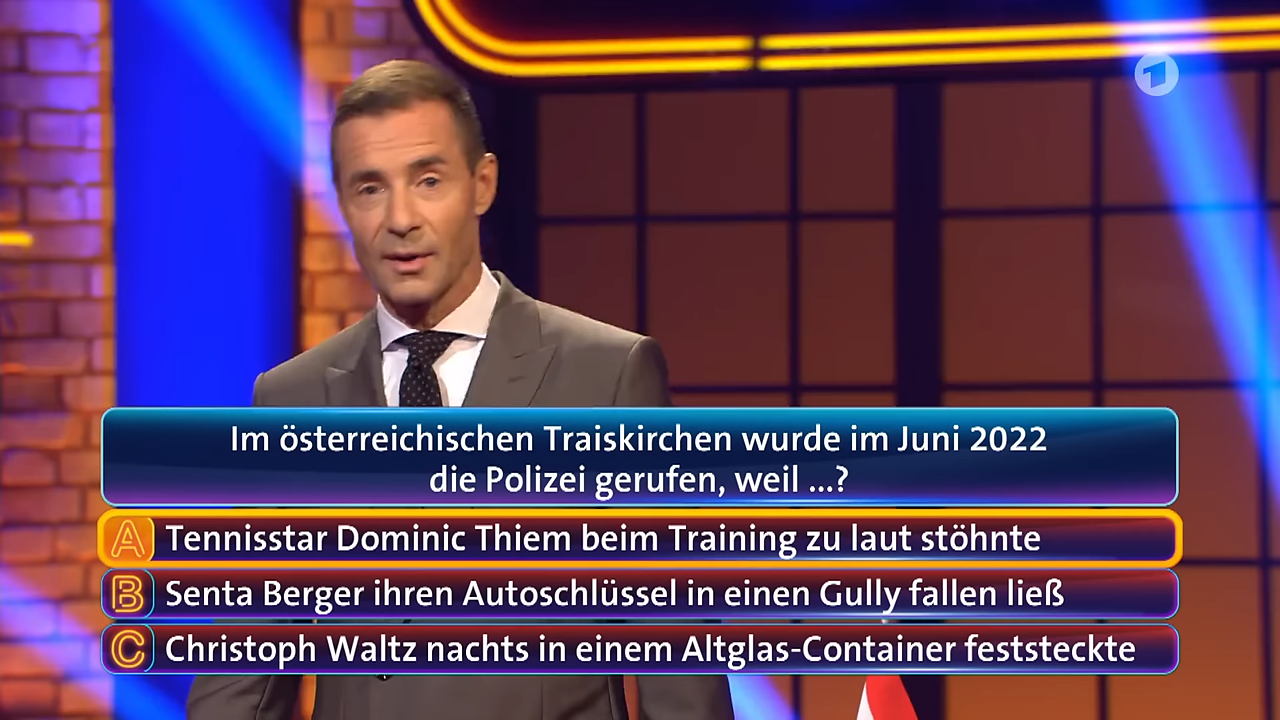 1
Im österreichischen Traiskirchen wurde im Juni 2022
die Polizei gerufen, weil ...?
A Tennisstar Dominic Thiem beim Training zu laut stöhnte
B Senta Berger ihren Autoschlüssel in einen Gully fallen ließ
C Christoph Waltz nachts in einem Altglas-Container feststeckte